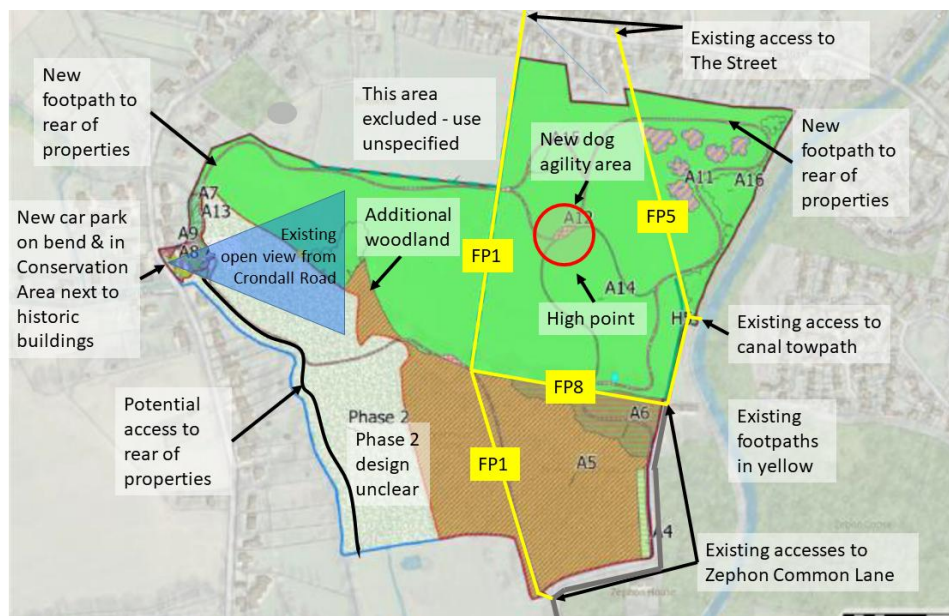 Existing access to
The Street
New
footpath to
rear of
properties
This area
excluded - use
unspecified
New dog
agility area
New
footpath to
rear of
properties
A11
A16
A7
A13
A12
FP5
New car park
on bend & in
Conservation
Area next to
historic
buildings
A9
A8
Existing
open view from
Crondall Road
Additional
woodland
FP1
A14
High point
Existing access to
canal towpath
FP8
Potential
access to
rear of
properties
Phase 2
Phase 2
design
unclear
FP1
A6
A5
Existing
footpaths
in yellow
A4
Existing accesses to
Zephon Common Lane
Zephon House